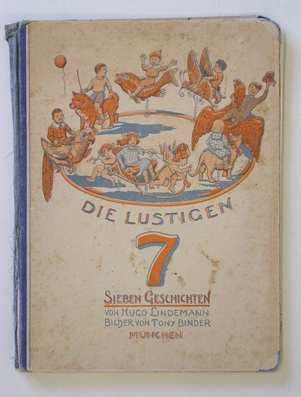 DIE LUSTIGEN
7
SIEBEN GESCHICHTEN
VON HUGO LINDEMANN
BILDER VON TONY BINDER
MÜNCHEN